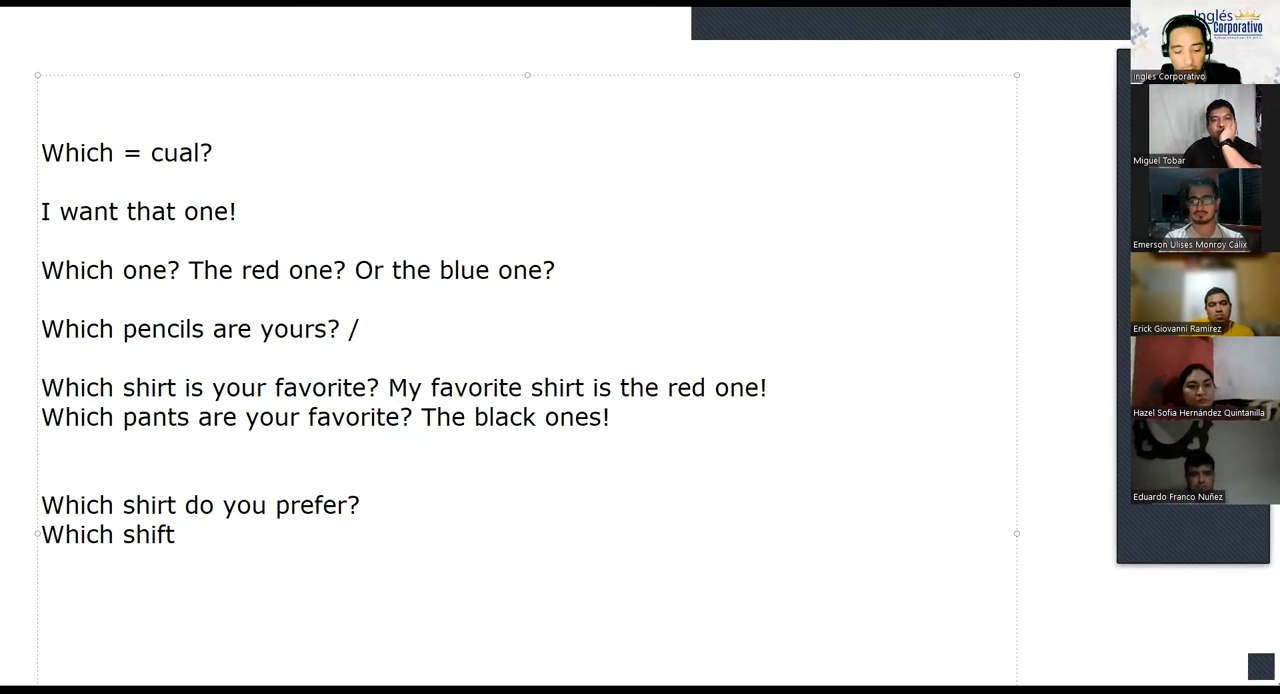 Which = cual?
I want that one!
Which one? The red one? Or the blue one?
Which pencils are yours? /
Which shirt is your favorite? My favorite shirt is the red one!
Which pants are your favorite? The black ones!
Which shirt do you prefer?
Which shift
Inglés
Corporativo
Ingles Corporativo
Miguel Tobar
Emerson Ulises Monroy Cálix
Erick Giovanni Ramirez
Hazel Sofia Hernández Quintanilla
Eduardo Franco Nuñez